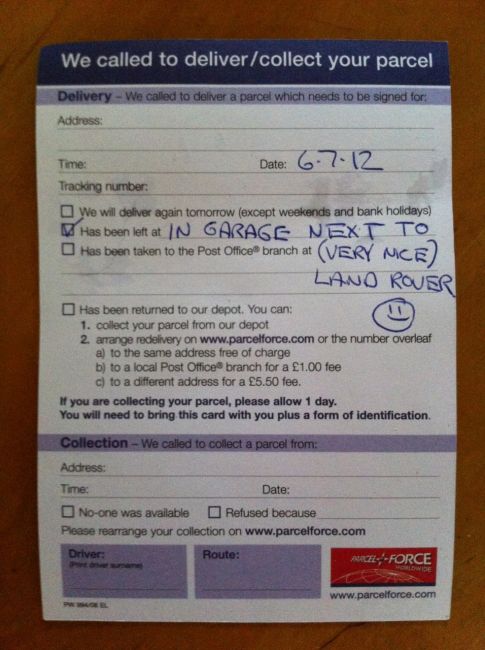 We called to deliver/collect your parcel
Delivery – We called to deliver a parcel which needs to be signed for:
Address:
Time: Date: 6-7-12
Tracking number:
We will deliver again tomorrow (except weekends and bank holidays)
Has been left at IN GARAGE NEXT TO
Has been taken to the Post Office® branch at (VERY NICE)
LAND ROVER
Has been returned to our depot. You can:
1. collect your parcel from our depot
2. arrange redelivery on www.parcelforce.com or the number overleaf
a) to the same address free of charge
b) to a local Post Office® branch for a £1.00 fee
c) to a different address for a £5.50 fee.
If you are collecting your parcel, please allow 1 day.
You will need to bring this card with you plus a form of identification.
Collection – We called to collect a parcel from:
Address:
Time: Date:
No-one was available Refused because
Please rearrange your collection on www.parcelforce.com
Driver: Route:
(Print driver surname)
PARCEL FORCE
WORLDWIDE
www.parcelforce.com